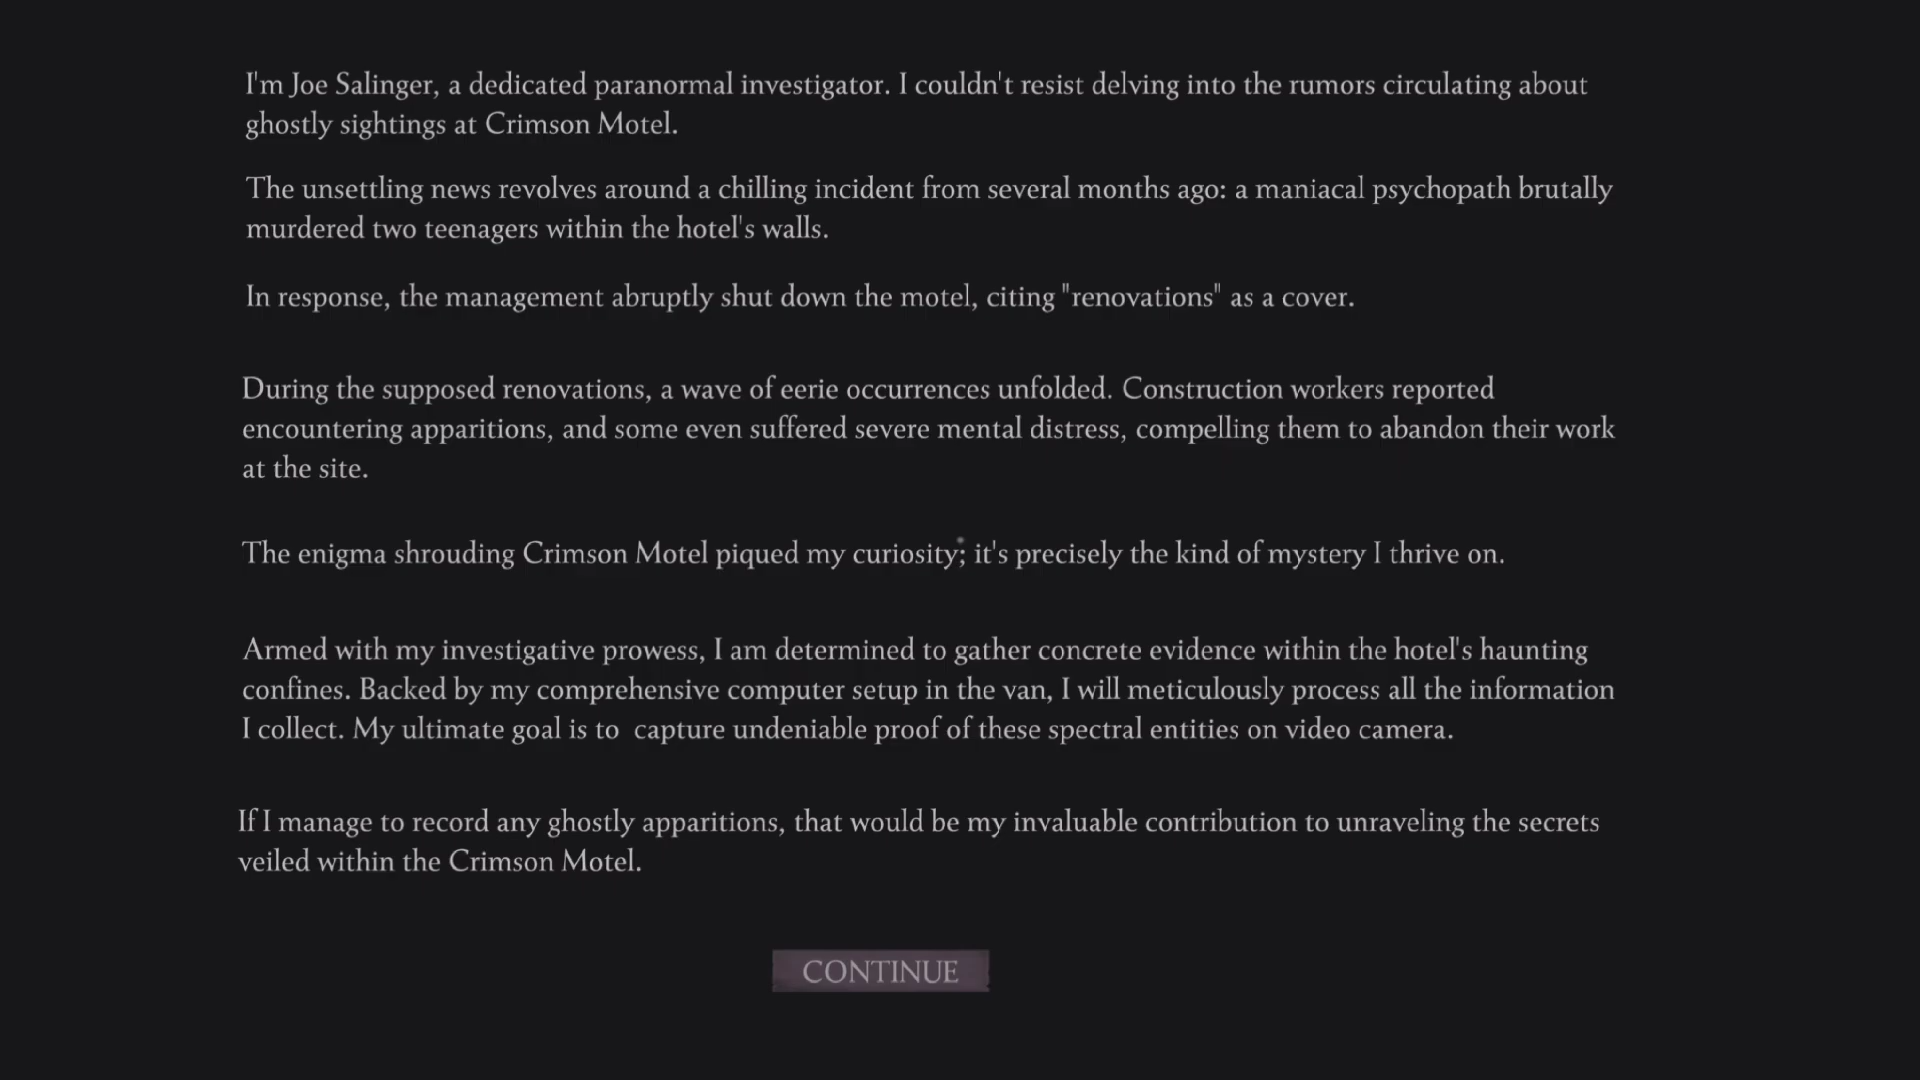 I'm Joe Salinger, a dedicated paranormal investigator. I couldn't resist delving into the rumors circulating about
ghostly sightings at Crimson Motel.
The unsettling news revolves around a chilling incident from several months ago: a maniacal psychopath brutally
murdered two teenagers within the hotel's walls.
In response, the management abruptly shut down the motel, citing "renovations" as a cover.
During the supposed renovations, a wave of eerie occurrences unfolded. Construction workers reported
encountering apparitions, and some even suffered severe mental distress, compelling them to abandon their work
at the site.
The enigma shrouding Crimson Motel piqued my curiosity; it's precisely the kind of mystery I thrive on.
Armed with my investigative prowess, I am determined to gather concrete evidence within the hotel's haunting
confines. Backed by my comprehensive computer setup in the van, I will meticulously process all the information
I collect. My ultimate goal is to  capture undeniable proof of these spectral entities on video camera.
If I manage to record any ghostly apparitions, that would be my invaluable contribution to unraveling the secrets
veiled within the Crimson Motel.
CONTINUE